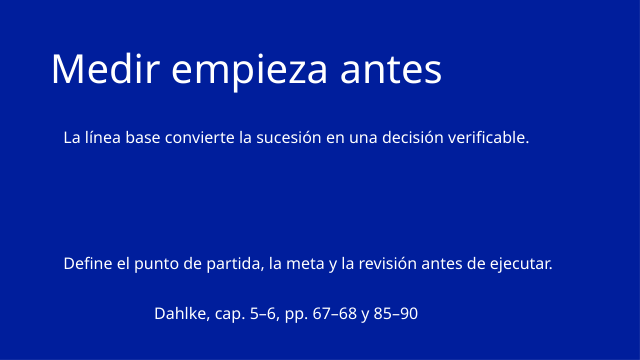 Medir empieza antes
La línea base convierte la sucesión en una decisión verificable.
Define el punto de partida, la meta y la revisión antes de ejecutar.
Dahlke, cap. 5–6, pp. 67–68 y 85–90